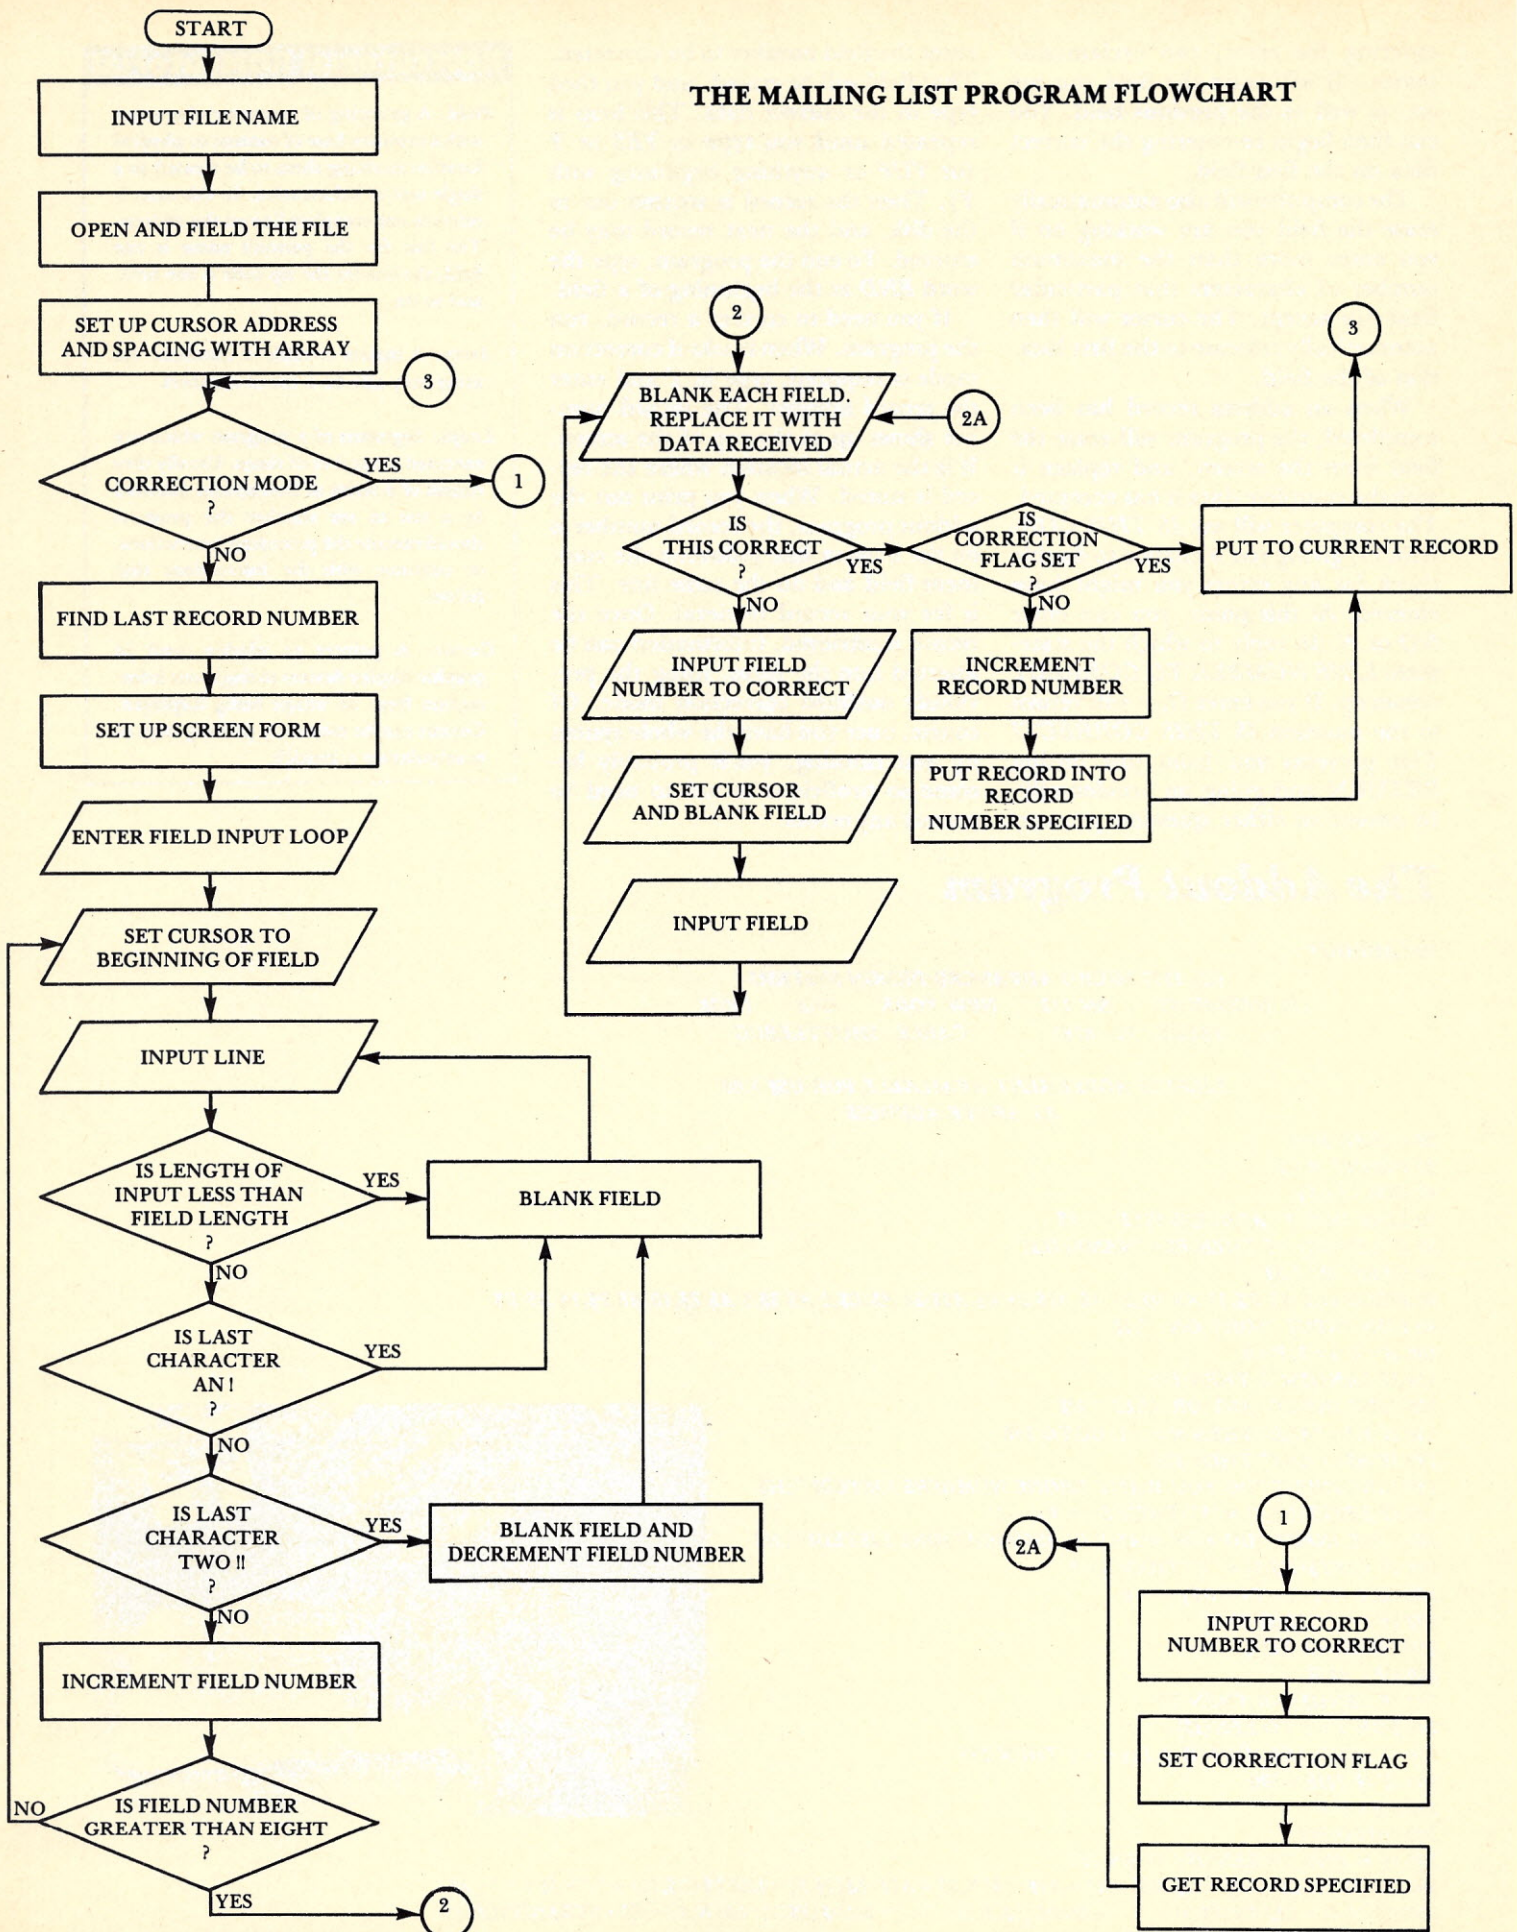 START
THE MAILING LIST PROGRAM FLOWCHART
INPUT FILE NAME
OPEN AND FIELD THE FILE
SET UP CURSOR ADDRESS
AND SPACING WITH ARRAY
3
CORRECTION MODE
?
YES
1
NO
FIND LAST RECORD NUMBER
SET UP SCREEN FORM
ENTER FIELD INPUT LOOP
SET CURSOR TO
BEGINNING OF FIELD
INPUT LINE
IS LENGTH OF
INPUT LESS THAN
FIELD LENGTH
?
YES
BLANK FIELD
NO
IS LAST
CHARACTER
AN !
?
YES
NO
IS LAST
CHARACTER
TWO !!
?
YES
BLANK FIELD AND
DECREMENT FIELD NUMBER
NO
INCREMENT FIELD NUMBER
IS FIELD NUMBER
GREATER THAN EIGHT
?
NO
YES
2
2
BLANK EACH FIELD.
REPLACE IT WITH
DATA RECEIVED
2A
IS
THIS CORRECT
?
YES
IS
CORRECTION
FLAG SET
?
YES
PUT TO CURRENT RECORD
3
NO
INPUT FIELD
NUMBER TO CORRECT
SET CURSOR
AND BLANK FIELD
INPUT FIELD
NO
INCREMENT
RECORD NUMBER
PUT RECORD INTO
RECORD
NUMBER SPECIFIED
1
INPUT RECORD
NUMBER TO CORRECT
SET CORRECTION FLAG
GET RECORD SPECIFIED
2A